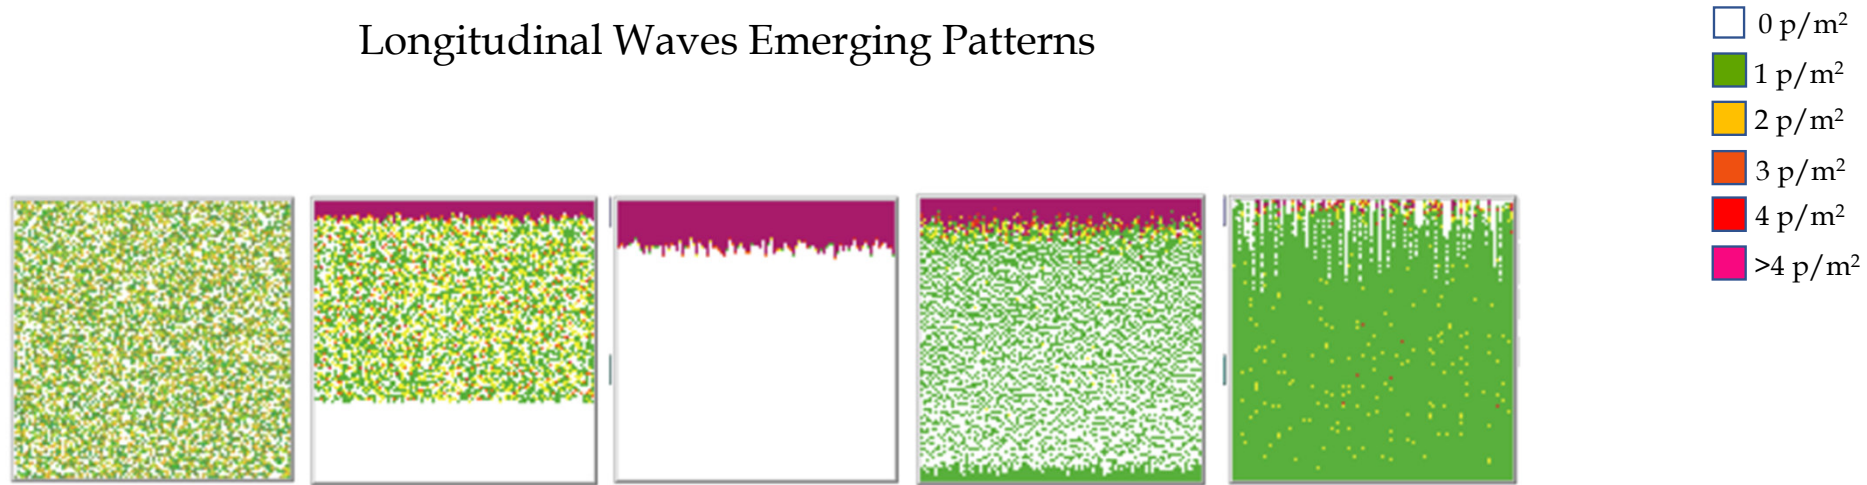 Longitudinal Waves Emerging Patterns
0 p/m²
1 p/m²
2 p/m²
3 p/m²
4 p/m²
>4 p/m²